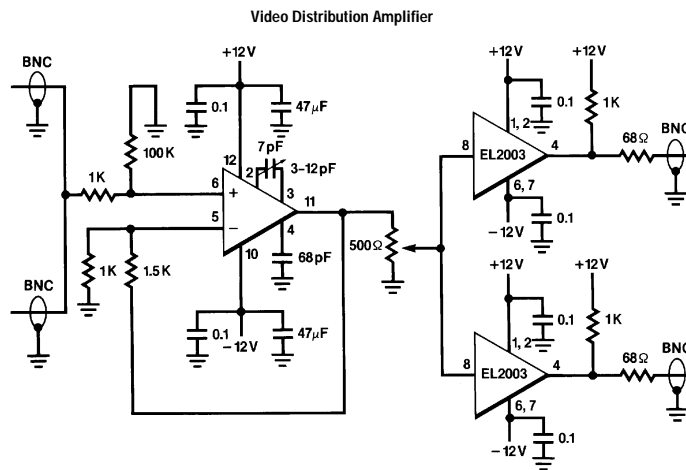 Video Distribution Amplifier
BNC
+12V
0.1
47μF
100K
7pF
3–12pF
1K
12
2
3
6
+
11
5
−
4
10
68pF
1K
1.5K
500Ω
BNC
0.1
47μF
−12V
+12V
+12V
0.1
1K
1, 2
BNC
8
EL2003
4
68Ω
6, 7
0.1
−12V
+12V
+12V
0.1
1K
1, 2
BNC
8
EL2003
4
68Ω
6, 7
0.1
−12V